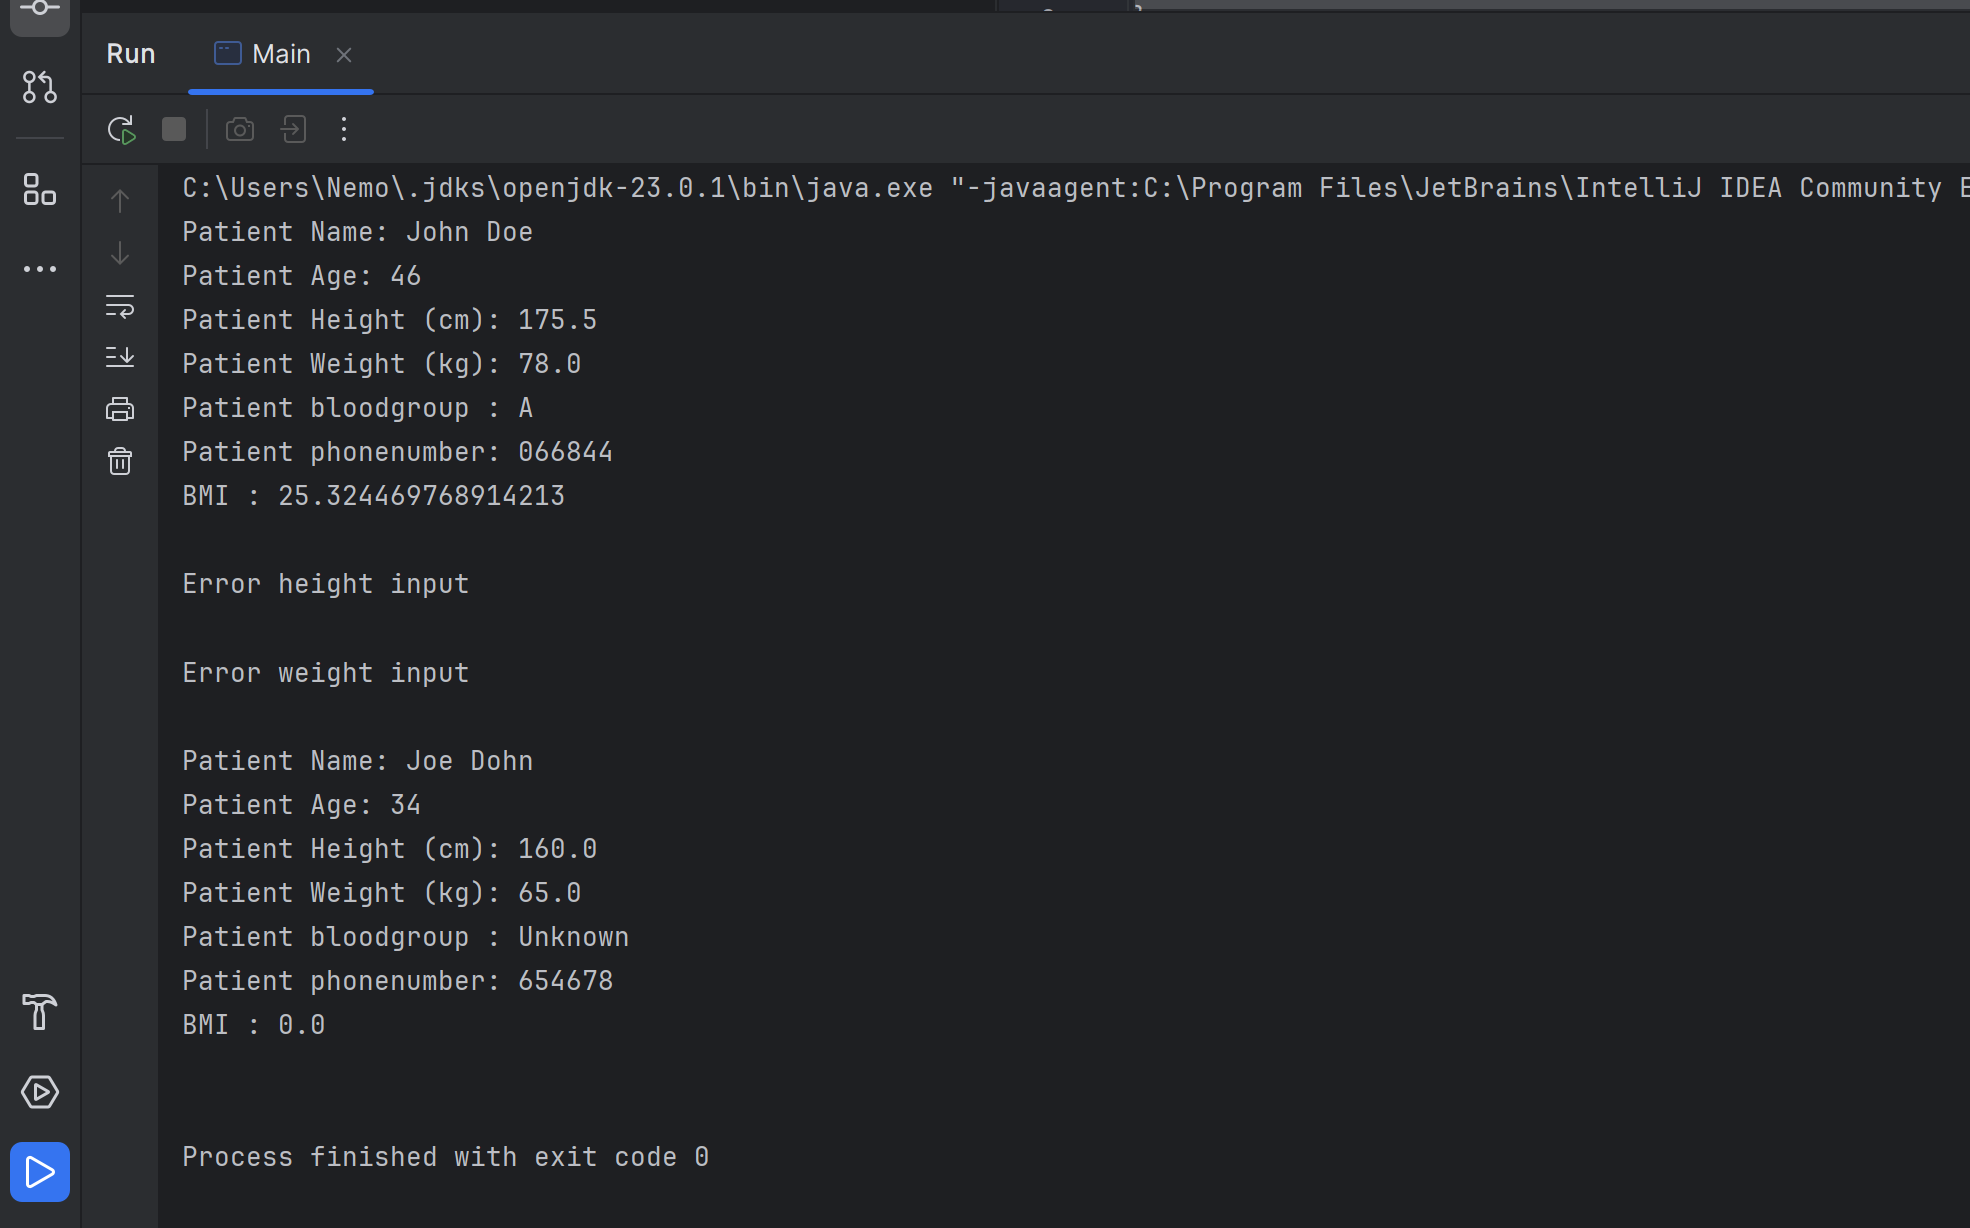 Run Main
C:\Users\Nemo\.jdks\openjdk-23.0.1\bin\java.exe "-javaagent:C:\Program Files\JetBrains\IntelliJ IDEA Community E
Patient Name: John Doe
Patient Age: 46
Patient Height (cm): 175.5
Patient Weight (kg): 78.0
Patient bloodgroup : A
Patient phonenumber: 066844
BMI : 25.324469768914213
Error height input
Error weight input
Patient Name: Joe Dohn
Patient Age: 34
Patient Height (cm): 160.0
Patient Weight (kg): 65.0
Patient bloodgroup : Unknown
Patient phonenumber: 654678
BMI : 0.0
Process finished with exit code 0